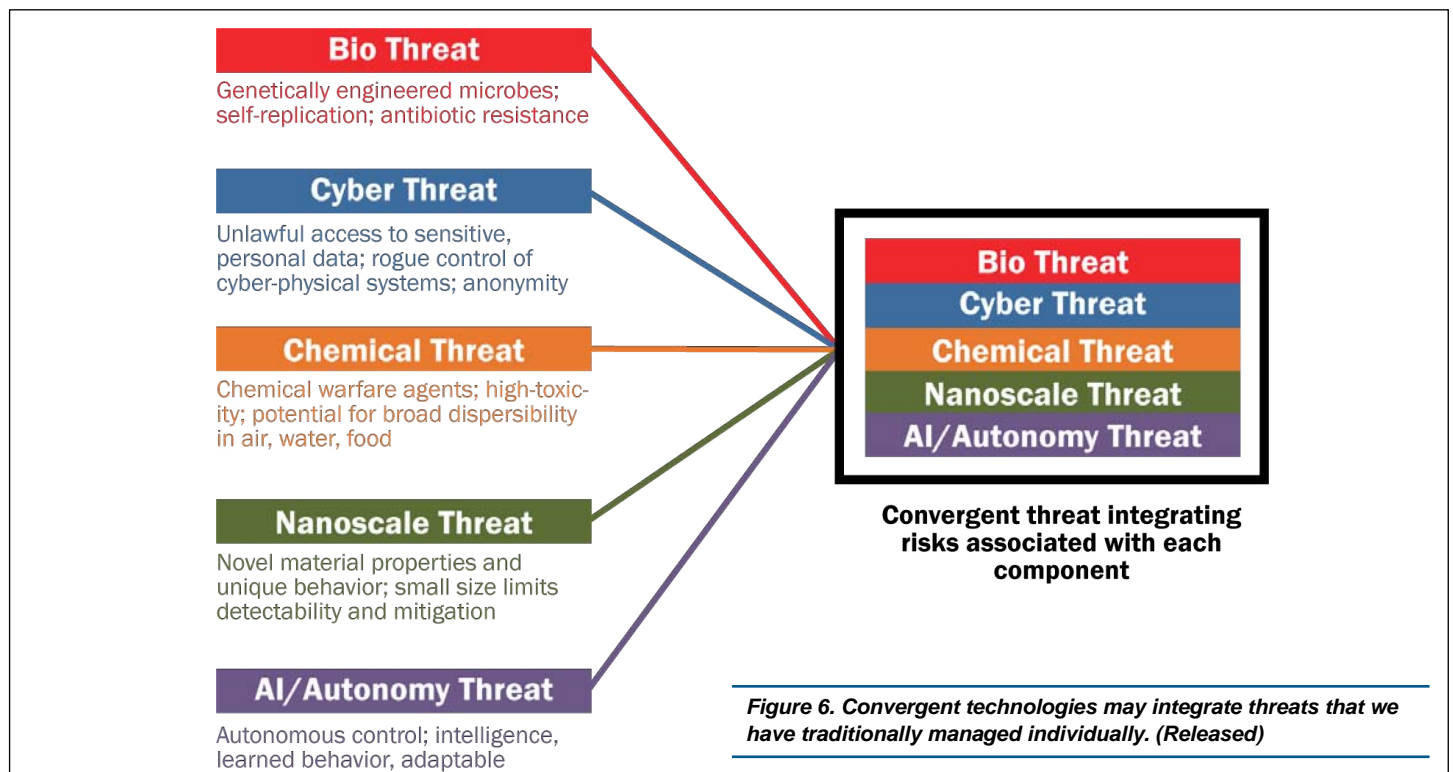 Bio Threat
Genetically engineered microbes;
self-replication; antibiotic resistance
Cyber Threat
Unlawful access to sensitive,
personal data; rogue control of
cyber-physical systems; anonymity
Chemical Threat
Chemical warfare agents; high-toxic-
ity; potential for broad dispersibility
in air, water, food
Nanoscale Threat
Novel material properties and
unique behavior; small size limits
detectability and mitigation
AI/Autonomy Threat
Autonomous control; intelligence,
learned behavior, adaptable
Bio Threat
Cyber Threat
Chemical Threat
Nanoscale Threat
AI/Autonomy Threat
Convergent threat integrating
risks associated with each
component
Figure 6. Convergent technologies may integrate threats that we
have traditionally managed individually. (Released)